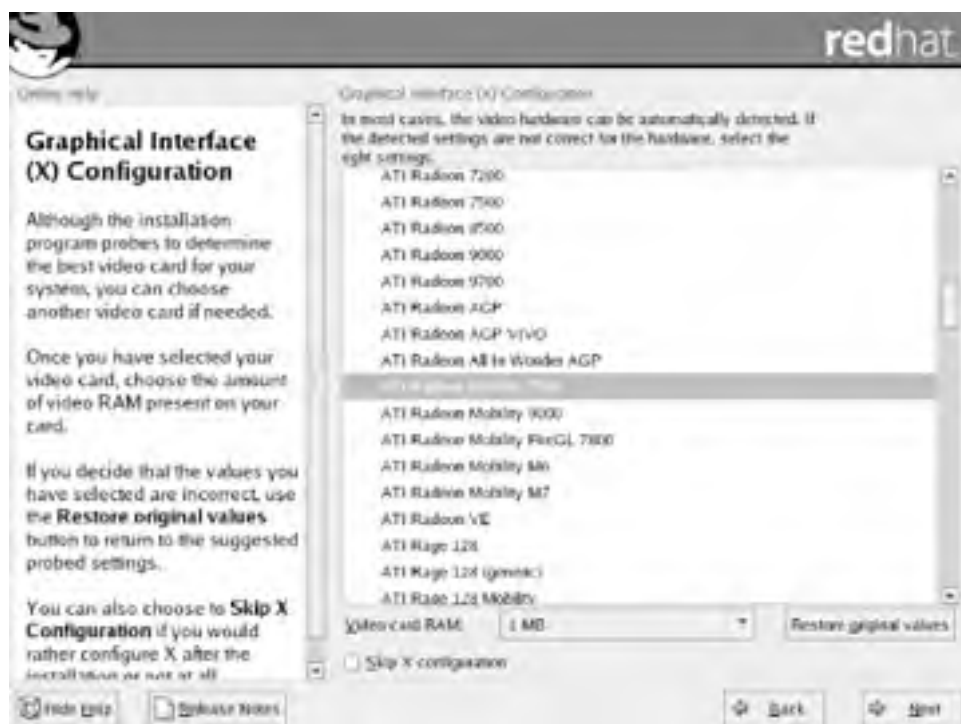 redhat
Online Help
Graphical Interface (X) Configuration
Graphical Interface
(X) Configuration
Although the installation
program probes to determine
the best video card for your
system, you can choose
another video card if needed.
Once you have selected your
video card, choose the amount
of video RAM present on your
card.
If you decide that the values you
have selected are incorrect, use
the Restore original values
button to return to the suggested
probed settings.
You can also choose to Skip X
Configuration if you would
rather configure X after the
installation or not at all.
In most cases, the video hardware can be automatically detected. If
the detected settings are not correct for the hardware, select the
right settings.
ATI Radeon 7200
ATI Radeon 7500
ATI Radeon 8500
ATI Radeon 9000
ATI Radeon 9700
ATI Radeon AGP
ATI Radeon AGP VIVO
ATI Radeon All In Wonder AGP
ATI Radeon Mobility 9000
ATI Radeon Mobility FireGL 7800
ATI Radeon Mobility M6
ATI Radeon Mobility M7
ATI Radeon VE
ATI Rage 128
ATI Rage 128 (generic)
ATI Rage 128 Mobility
Video card RAM: 1 MB
Restore original values
Skip X configuration
Hide Help
Release Notes
Back
Next